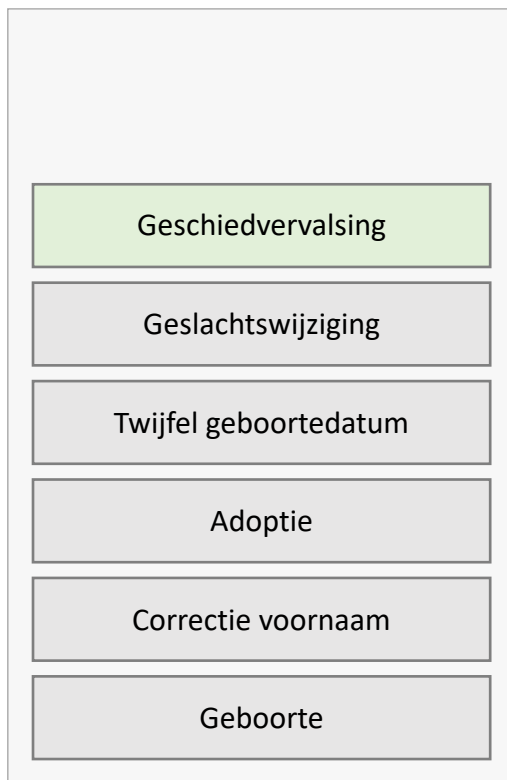 Geschiedvervalsing
Geslachtswijziging
Twijfel geboortedatum
Adoptie
Correctie voornaam
Geboorte